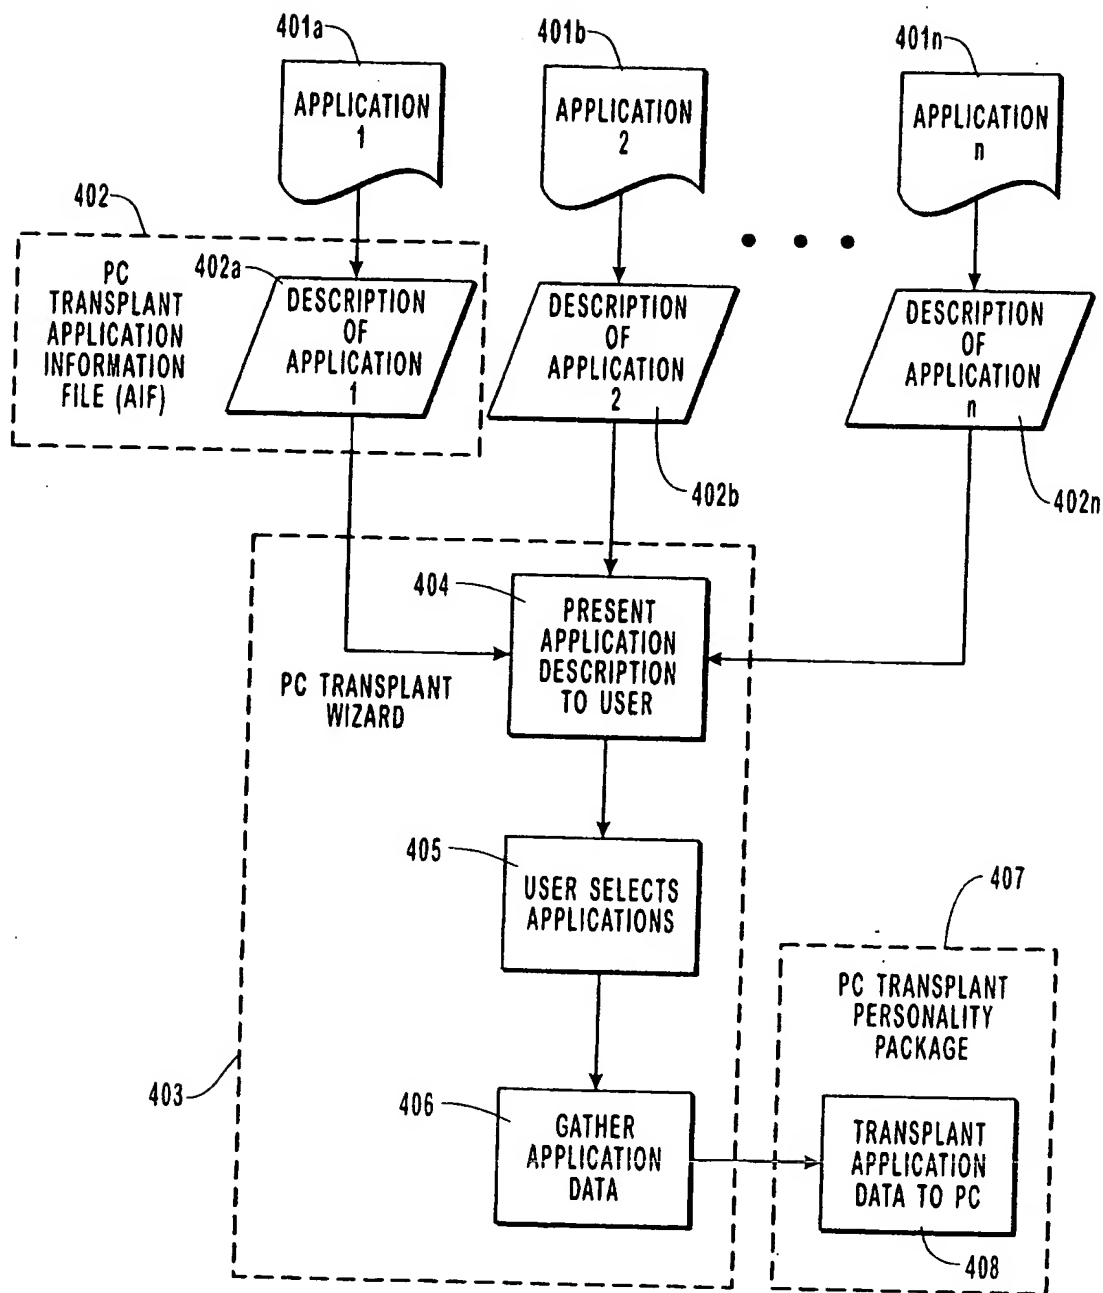 401a
401b
401n
APPLICATION
1
APPLICATION
2
APPLICATION
n
402
PC
TRANSPLANT
APPLICATION
INFORMATION
FILE (AIF)
402a
DESCRIPTION
OF
APPLICATION
1
DESCRIPTION
OF
APPLICATION
2
DESCRIPTION
OF
APPLICATION
n
402b
402n
404
PRESENT
APPLICATION
DESCRIPTION
TO USER
PC TRANSPLANT
WIZARD
405
USER SELECTS
APPLICATIONS
407
PC TRANSPLANT
PERSONALITY
PACKAGE
403
406
GATHER
APPLICATION
DATA
TRANSPLANT
APPLICATION
DATA TO PC
408